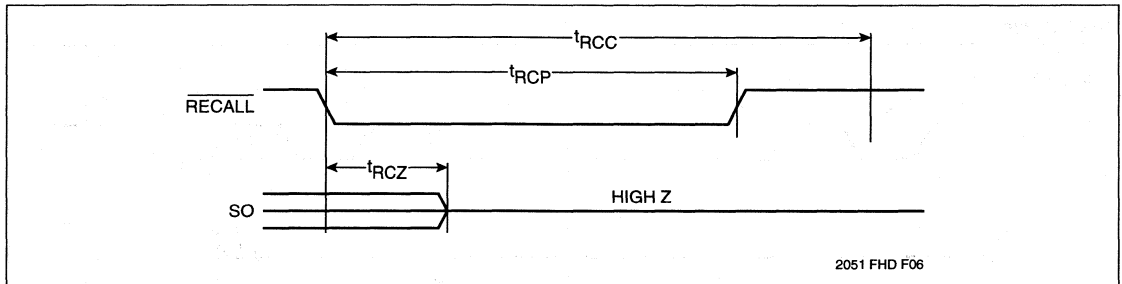 tRCC
tRCP
RECALL
tRCZ
SO
HIGH Z
2051 FHD F06